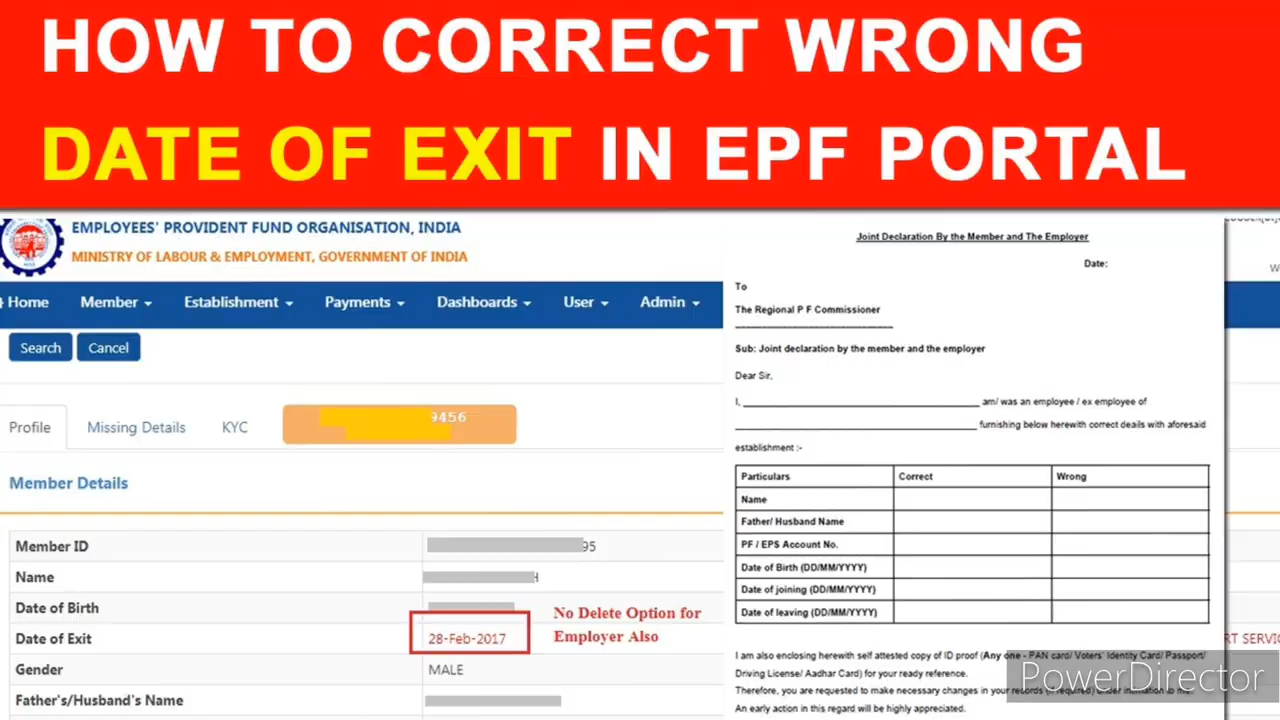 HOW TO CORRECT WRONG
DATE OF EXIT IN EPF PORTAL
EMPLOYEES' PROVIDENT FUND ORGANISATION, INDIA
MINISTRY OF LABOUR & EMPLOYMENT, GOVERNMENT OF INDIA
Home Member Establishment Payments Dashboards User Admin
Search Cancel
Profile Missing Details KYC 9456
Member Details
Member ID 95
Name H
Date of Birth
Date of Exit 28-Feb-2017
No Delete Option for
Employer Also
Gender MALE
Father's/Husband's Name
Joint Declaration By the Member and The Employer
Date:
To
The Regional P F Commissioner
Sub: Joint declaration by the member and the employer
Dear Sir,
I, am/ was an employee / ex employee of
furnishing below herewith correct deails with aforesaid
establishment :-
Particulars Correct Wrong
Name
Father/ Husband Name
PF / EPS Account No.
Date of Birth (DD/MM/YYYY)
Date of joining (DD/MM/YYYY)
Date of leaving (DD/MM/YYYY)
I am also enclosing herewith self attested copy of ID proof (Any one - PAN card/ Voters' Identity Card/ Passport/
Driving License/ Aadhar Card) for your ready reference.
Therefore, you are requested to make necessary changes in your records (if required) under intimation to me.
An early action in this regard will be highly appreciated.
PowerDirector